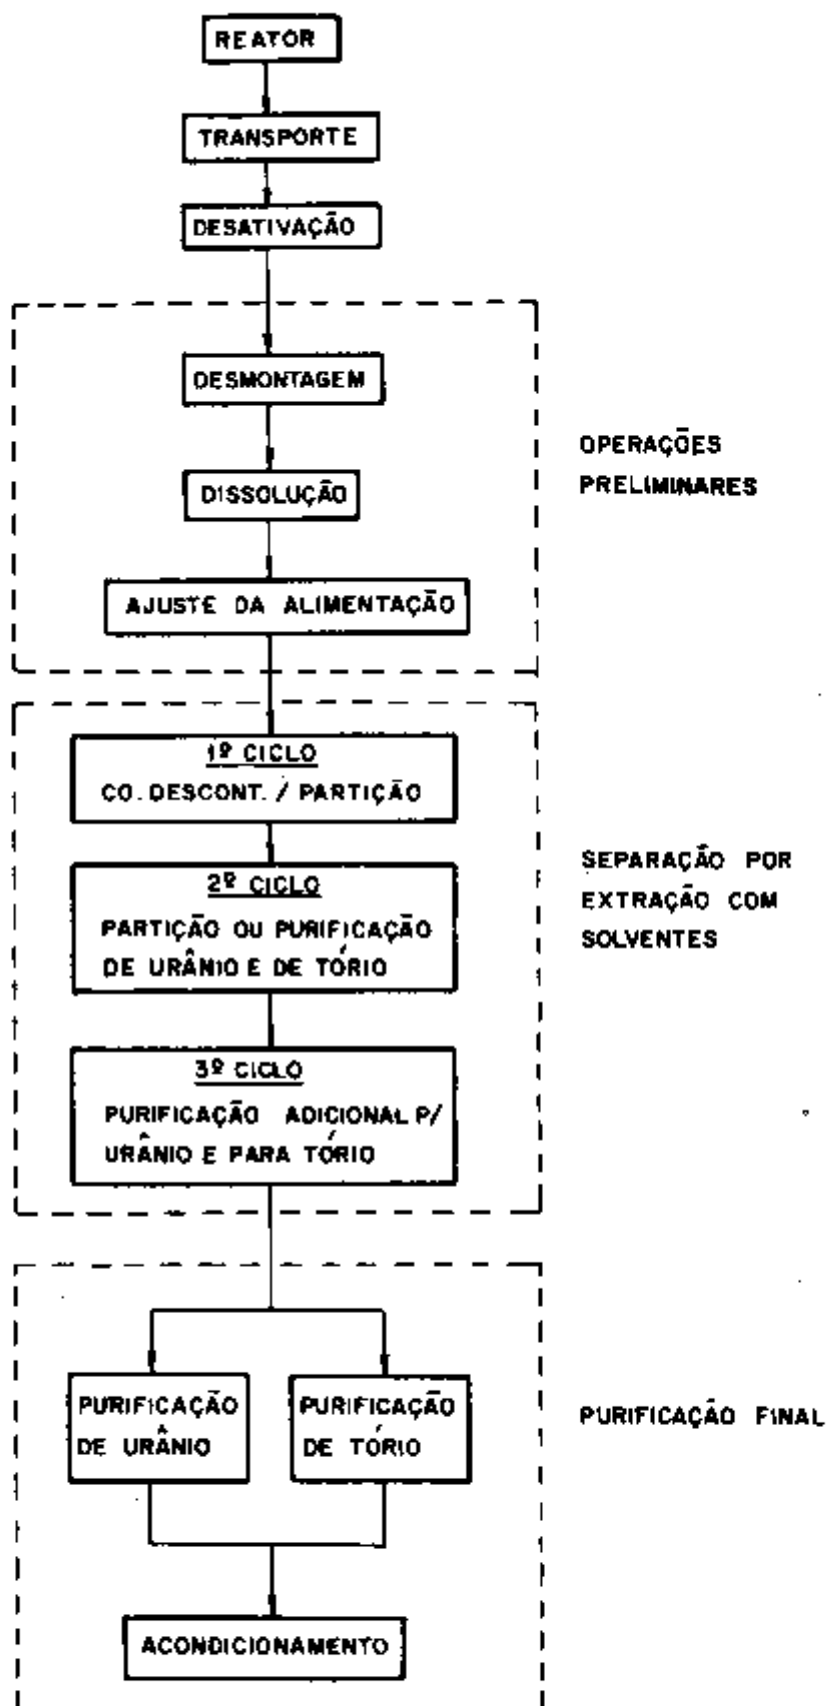 REATOR
TRANSPORTE
DESATIVAÇÃO
DESMONTAGEM
DISSOLUÇÃO
AJUSTE DA ALIMENTAÇÃO
OPERAÇÕES
PRELIMINARES
1º CICLO
CO. DESCONT. / PARTIÇÃO
2º CICLO
PARTIÇÃO OU PURIFICAÇÃO
DE URÂNIO E DE TÓRIO
3º CICLO
PURIFICAÇÃO ADICIONAL P/
URÂNIO E PARA TÓRIO
SEPARAÇÃO POR
EXTRAÇÃO COM
SOLVENTES
PURIFICAÇÃO
DE URÂNIO
PURIFICAÇÃO
DE TÓRIO
PURIFICAÇÃO FINAL
ACONDICIONAMENTO